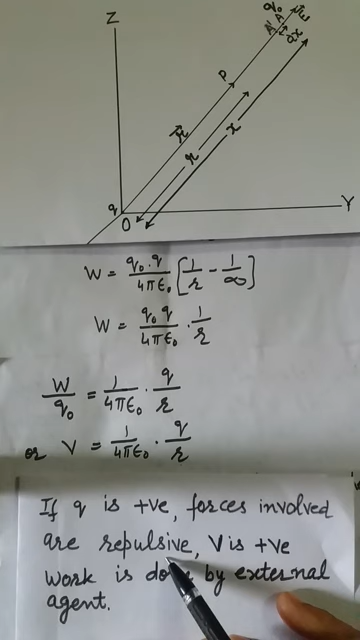 Z
q₀ A
A'
dx
P
r⃗
r
x
q
O
Y
W = q₀.q/4πε₀ [1/r - 1/∞]
W = q₀ q/4πε₀ . 1/r
W/q₀ = 1/4πε₀ . q/r
or V = 1/4πε₀ . q/r
If q is +ve, forces involved
are repulsive, V is +ve
work is done by external
agent.